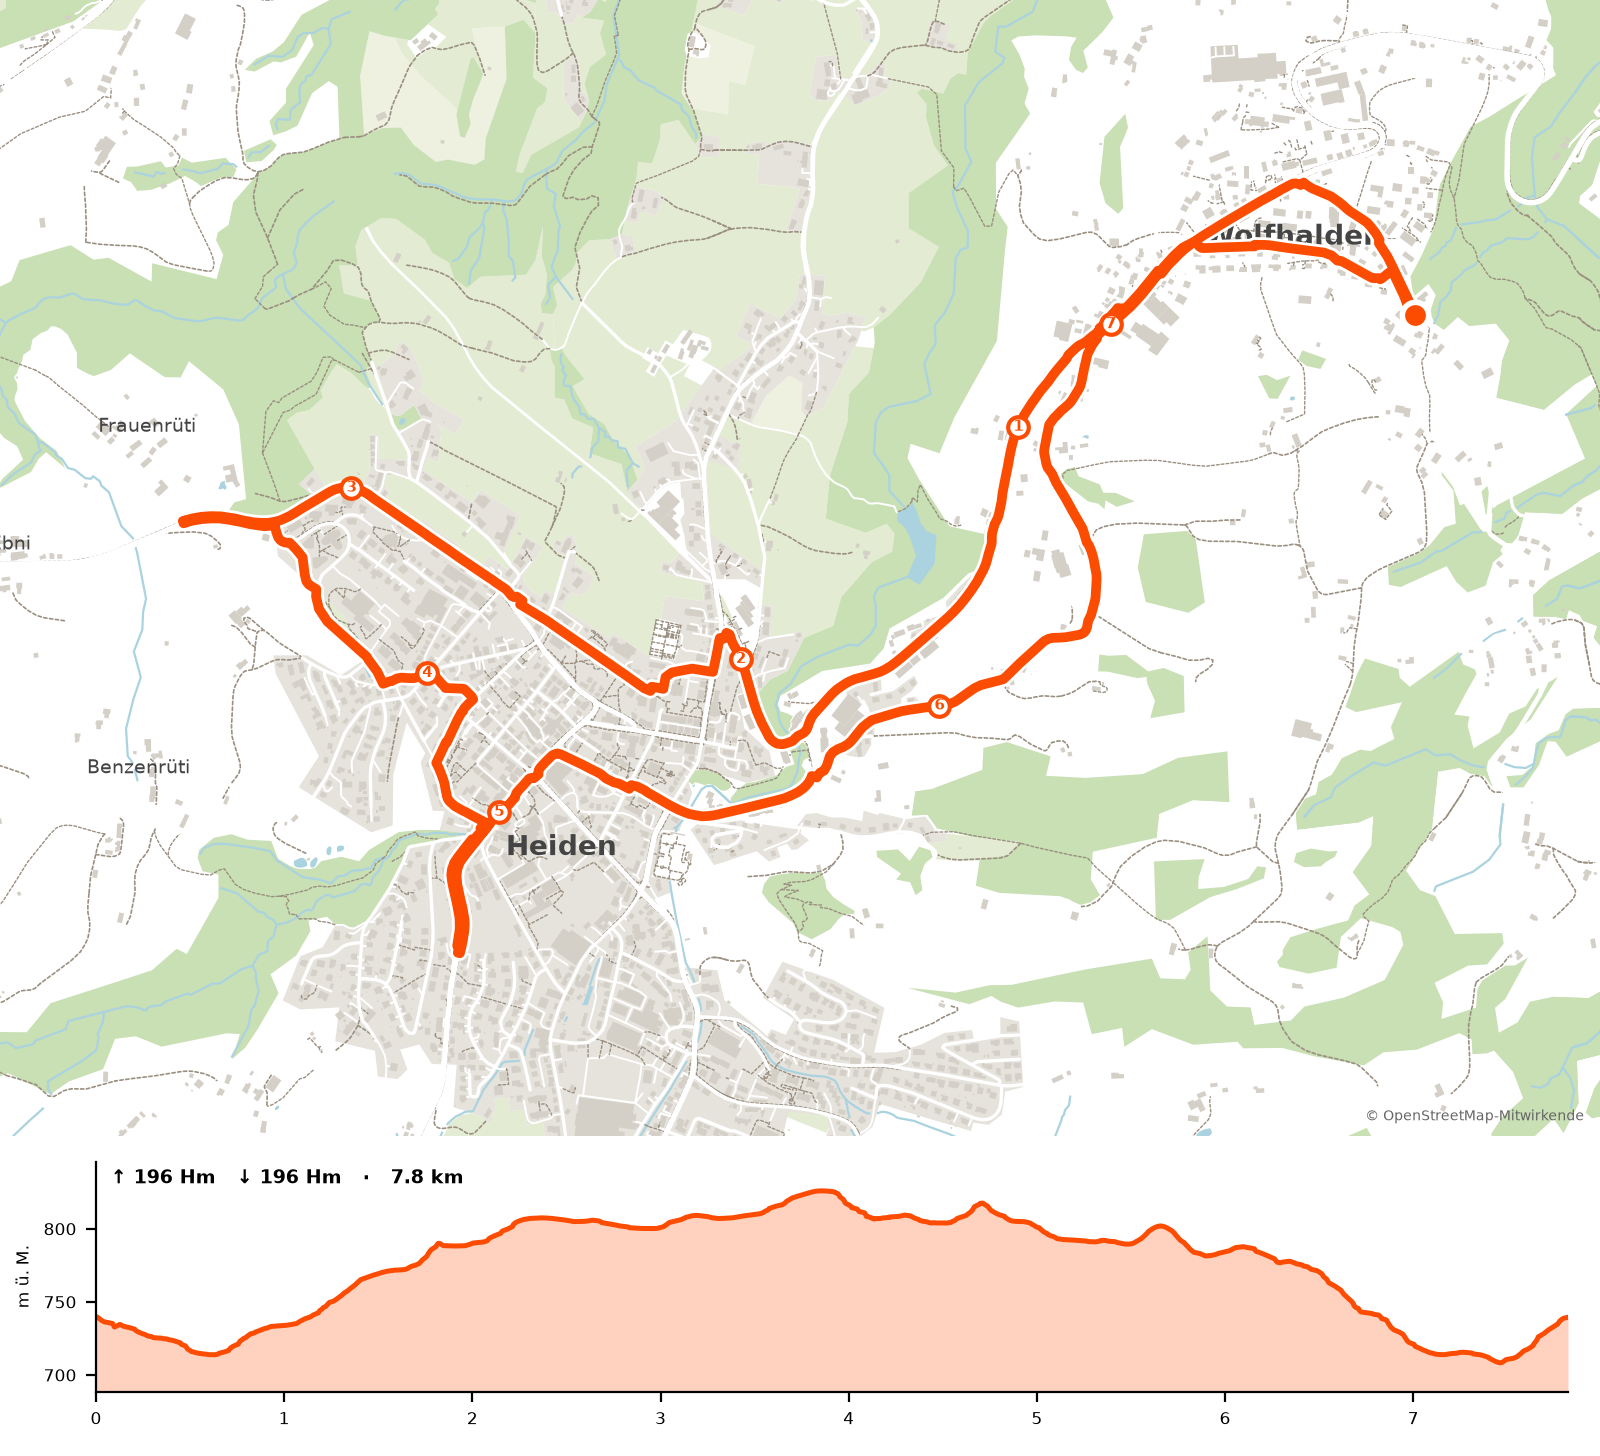 Wolfhalden
7
Frauenrüti
1
3
bni
2
4
6
Benzenrüti
5
Heiden
© OpenStreetMap-Mitwirkende
↑ 196 Hm ↓ 196 Hm · 7.8 km
m ü. M.
800
750
700
0 1 2 3 4 5 6 7